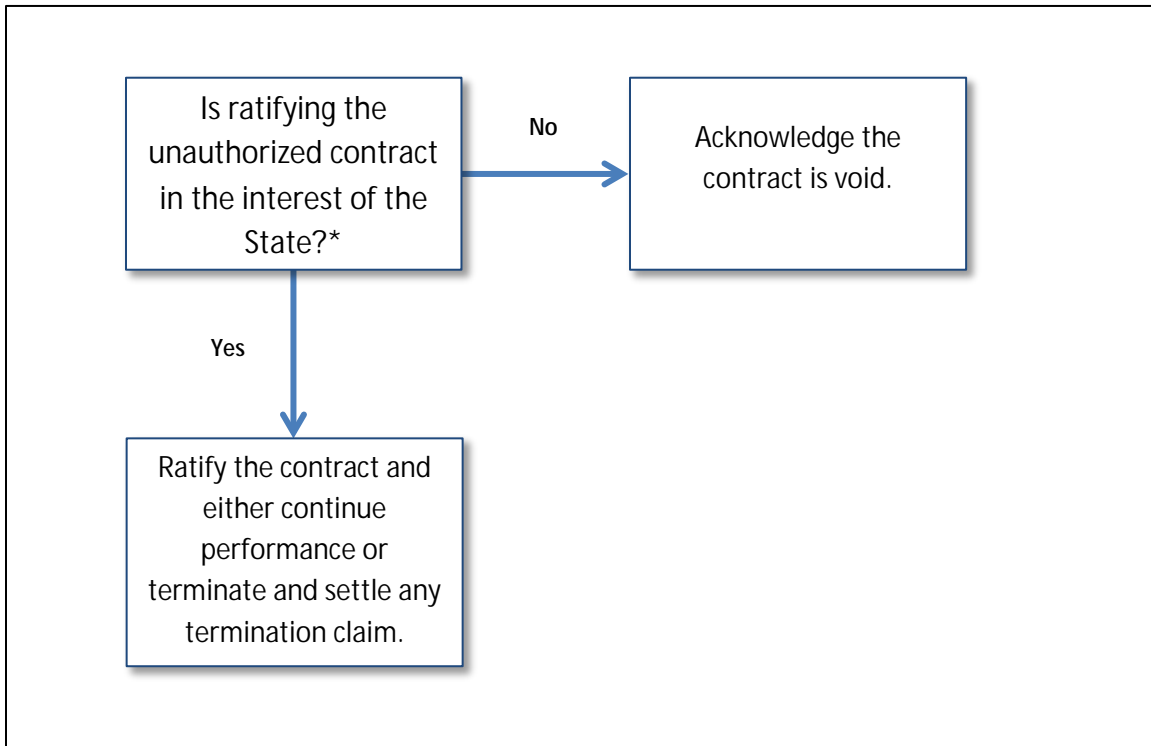 Is ratifying the
unauthorized contract
in the interest of the
State?*
No
Acknowledge the
contract is void.
Yes
Ratify the contract and
either continue
performance or
terminate and settle any
termination claim.